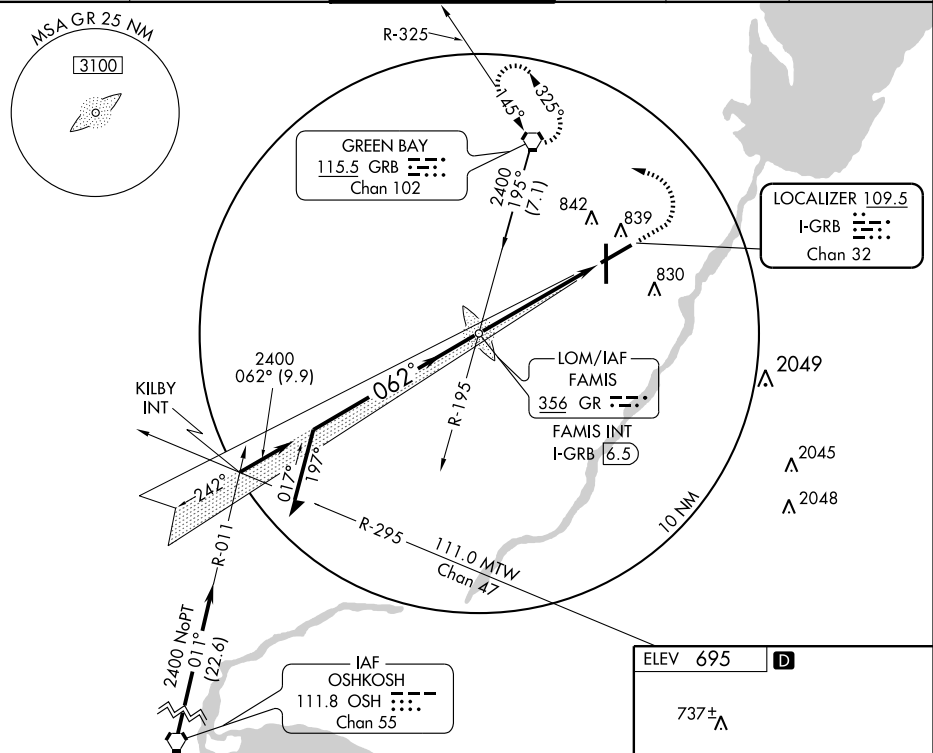 MSA GR 25 NM
3100
R-325
145°
325°
GREEN BAY
115.5 GRB
Chan 102
2400
195°
(7.1)
842
839
830
LOCALIZER 109.5
I-GRB
Chan 32
2400
062° (9.9)
062°
KILBY
INT
LOM/IAF
FAMIS
356 GR
FAMIS INT
I-GRB 6.5
R-195
2049
2045
2048
242°
017°
197°
R-011
R-295
111.0 MTW
Chan 47
10 NM
2400 NoPT
011°
(22.6)
IAF
OSHKOSH
111.8 OSH
Chan 55
ELEV 695 D
737±